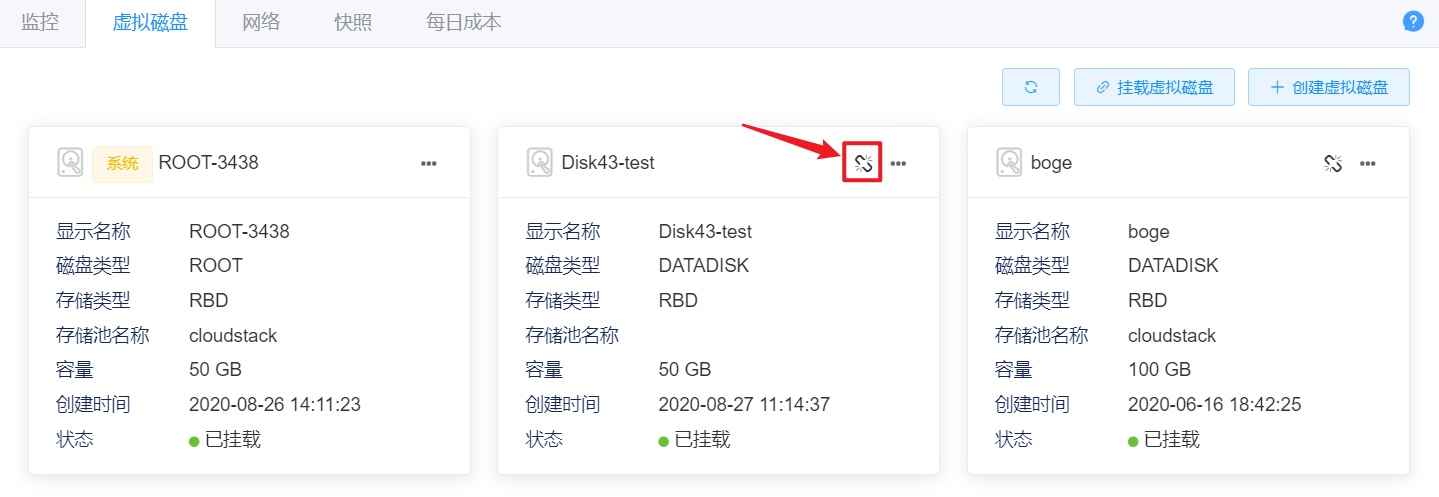 监控 虚拟磁盘 网络 快照 每日成本 ?
挂载虚拟磁盘 + 创建虚拟磁盘
系统 ROOT-3438
显示名称 ROOT-3438
磁盘类型 ROOT
存储类型 RBD
存储池名称 cloudstack
容量 50 GB
创建时间 2020-08-26 14:11:23
状态 已挂载
Disk43-test
显示名称 Disk43-test
磁盘类型 DATADISK
存储类型 RBD
存储池名称
容量 50 GB
创建时间 2020-08-27 11:14:37
状态 已挂载
boge
显示名称 boge
磁盘类型 DATADISK
存储类型 RBD
存储池名称 cloudstack
容量 100 GB
创建时间 2020-06-16 18:42:25
状态 已挂载